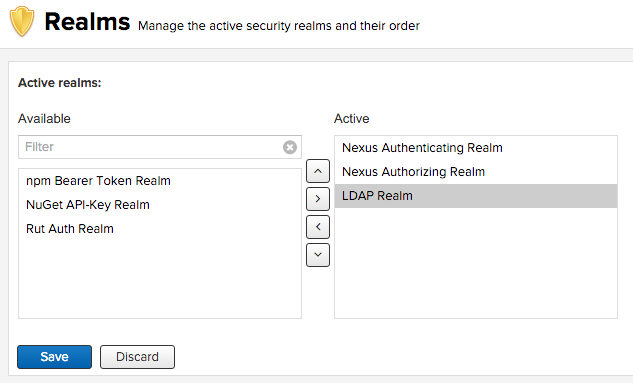 Realms Manage the active security realms and their order
Active realms:
Available
Active
Filter
npm Bearer Token Realm
NuGet API-Key Realm
Rut Auth Realm
Nexus Authenticating Realm
Nexus Authorizing Realm
LDAP Realm
Save
Discard